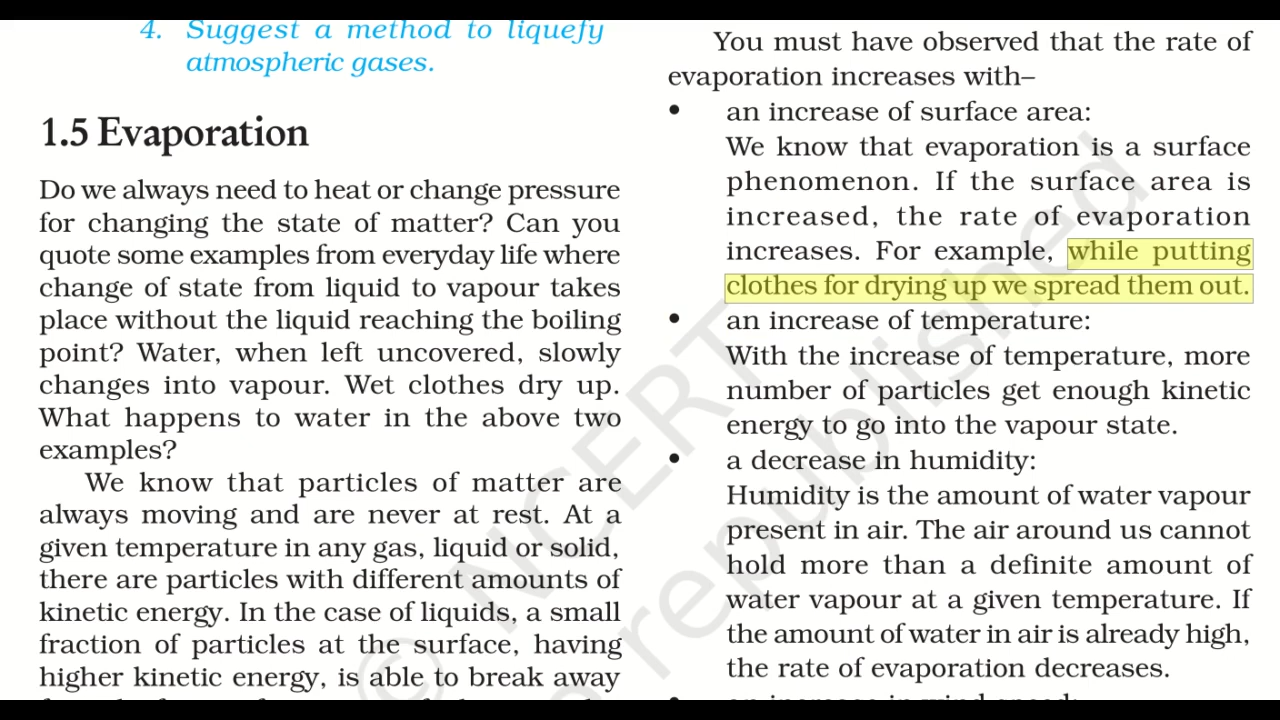 4. Suggest a method to liquefy
atmospheric gases.
1.5 Evaporation
Do we always need to heat or change pressure
for changing the state of matter? Can you
quote some examples from everyday life where
change of state from liquid to vapour takes
place without the liquid reaching the boiling
point? Water, when left uncovered, slowly
changes into vapour. Wet clothes dry up.
What happens to water in the above two
examples?
We know that particles of matter are
always moving and are never at rest. At a
given temperature in any gas, liquid or solid,
there are particles with different amounts of
kinetic energy. In the case of liquids, a small
fraction of particles at the surface, having
higher kinetic energy, is able to break away
You must have observed that the rate of
evaporation increases with–
• an increase of surface area:
We know that evaporation is a surface
phenomenon. If the surface area is
increased, the rate of evaporation
increases. For example, while putting
clothes for drying up we spread them out.
• an increase of temperature:
With the increase of temperature, more
number of particles get enough kinetic
energy to go into the vapour state.
• a decrease in humidity:
Humidity is the amount of water vapour
present in air. The air around us cannot
hold more than a definite amount of
water vapour at a given temperature. If
the amount of water in air is already high,
the rate of evaporation decreases.
• an increase in wind speed:
© NCERT
republished